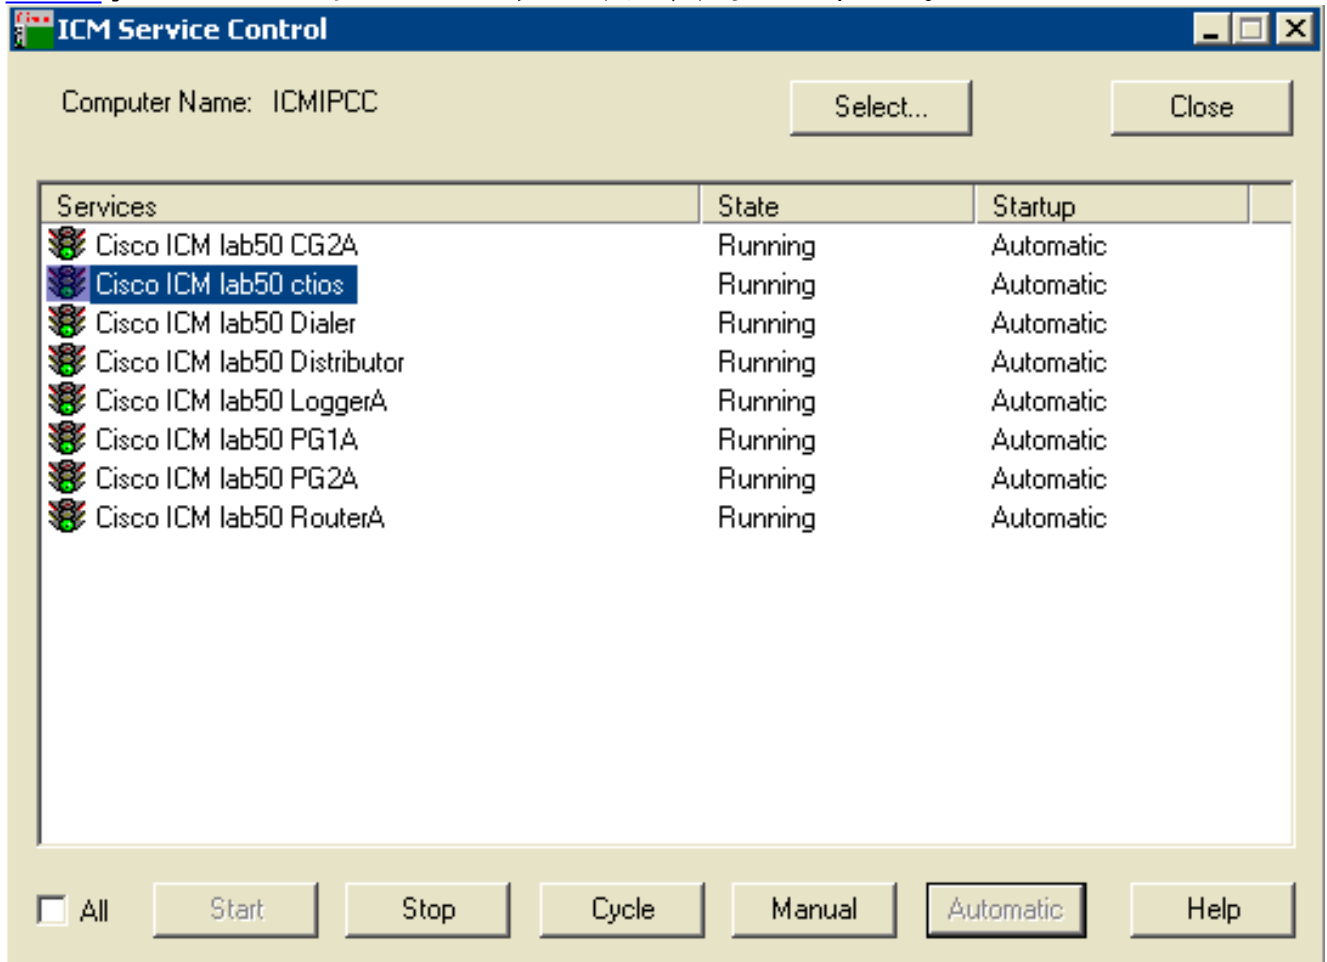 ICM Service Control
Computer Name: ICMIPCC Select... Close
Services State Startup
Cisco ICM lab50 CG2A Running Automatic
Cisco ICM lab50 ctios Running Automatic
Cisco ICM lab50 Dialer Running Automatic
Cisco ICM lab50 Distributor Running Automatic
Cisco ICM lab50 LoggerA Running Automatic
Cisco ICM lab50 PG1A Running Automatic
Cisco ICM lab50 PG2A Running Automatic
Cisco ICM lab50 RouterA Running Automatic
All Start Stop Cycle Manual Automatic Help